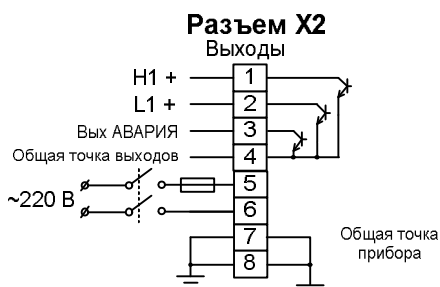 Разъем X2
Выходы
H1 +
1
L1 +
2
Вых АВАРИЯ
3
Общая точка выходов
4
5
~220 В
6
7
Общая точка
прибора
8